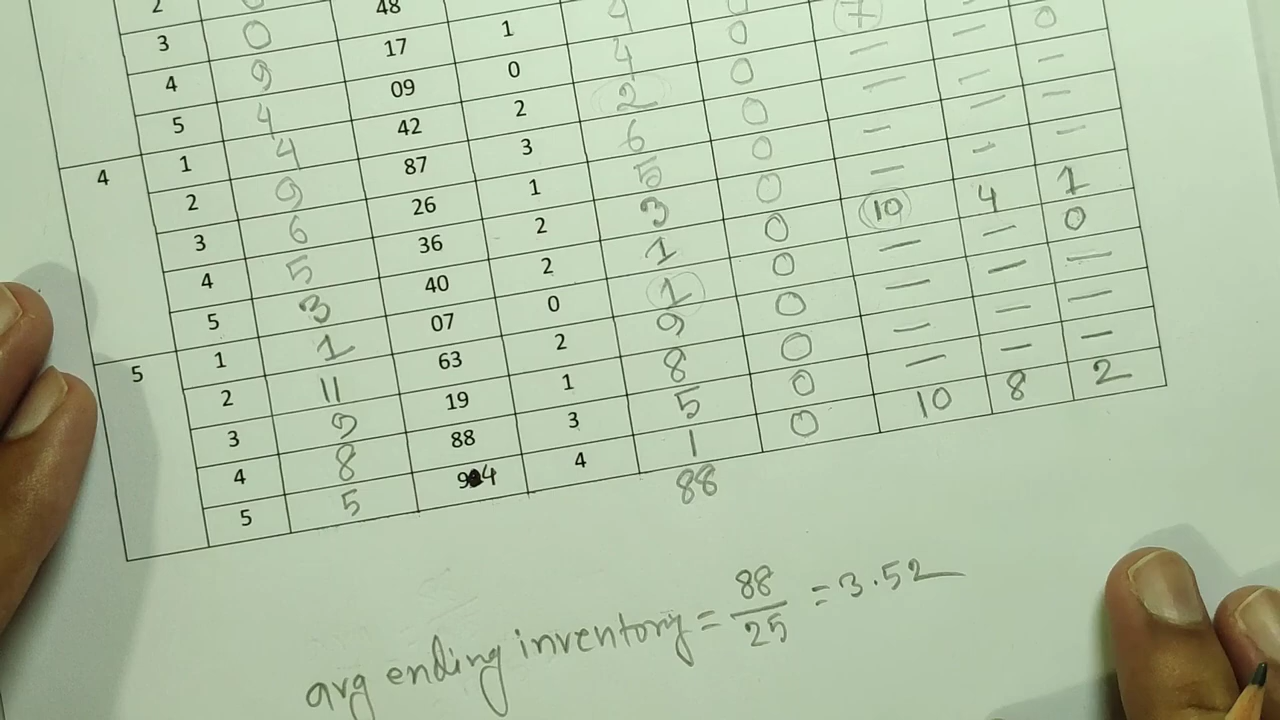 2
3 0 48
4 9 17 1 9
5 4 09 0 4 0 7 —
4 1 4 42 2 2 0 — — 0
2 9 87 3 6 0 — — —
3 6 26 1 5 0 — — —
4 5 36 2 3 0 — — —
5 3 40 2 1 0 10 4 1
5 1 1 07 0 1 0 — — 0
2 11 63 2 9 0 — — —
3 9 19 1 8 0 — — —
4 8 88 3 5 0 — — —
5 5 94 4 1 0 10 8 2
88
avg ending inventory = 88/25 = 3.52